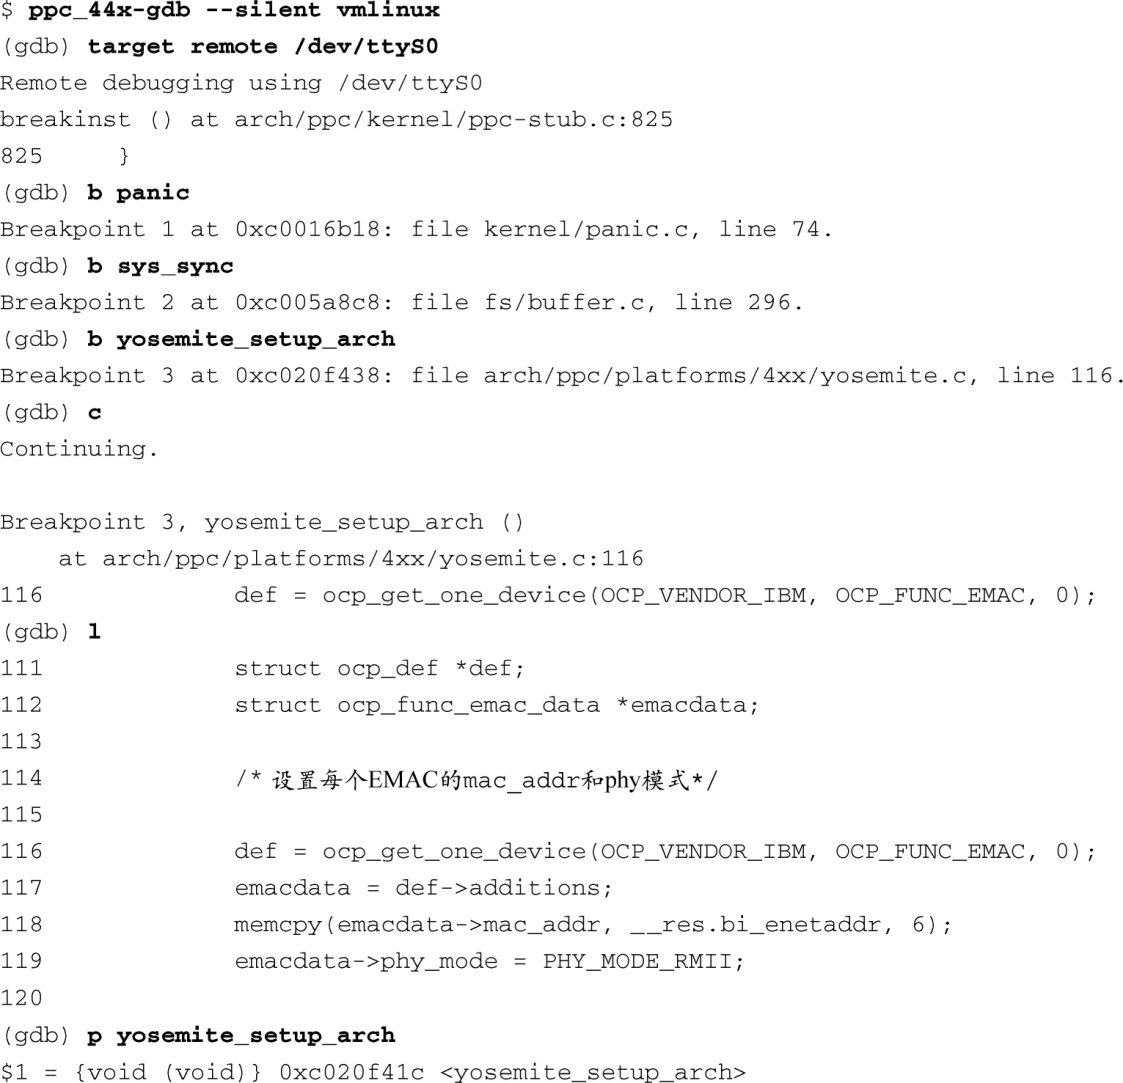 $ ppc_44x-gdb --silent vmlinux
(gdb) target remote /dev/ttyS0
Remote debugging using /dev/ttyS0
breakinst () at arch/ppc/kernel/ppc-stub.c:825
825     }
(gdb) b panic
Breakpoint 1 at 0xc0016b18: file kernel/panic.c, line 74.
(gdb) b sys_sync
Breakpoint 2 at 0xc005a8c8: file fs/buffer.c, line 296.
(gdb) b yosemite_setup_arch
Breakpoint 3 at 0xc020f438: file arch/ppc/platforms/4xx/yosemite.c, line 116.
(gdb) c
Continuing.

Breakpoint 3, yosemite_setup_arch ()
    at arch/ppc/platforms/4xx/yosemite.c:116
116             def = ocp_get_one_device(OCP_VENDOR_IBM, OCP_FUNC_EMAC, 0);
(gdb) l
111             struct ocp_def *def;
112             struct ocp_func_emac_data *emacdata;
113
114             /* 设置每个EMAC的mac_addr和phy模式*/
115
116             def = ocp_get_one_device(OCP_VENDOR_IBM, OCP_FUNC_EMAC, 0);
117             emacdata = def->additions;
118             memcpy(emacdata->mac_addr, __res.bi_enetaddr, 6);
119             emacdata->phy_mode = PHY_MODE_RMII;
120
(gdb) p yosemite_setup_arch
$1 = {void (void)} 0xc020f41c <yosemite_setup_arch>